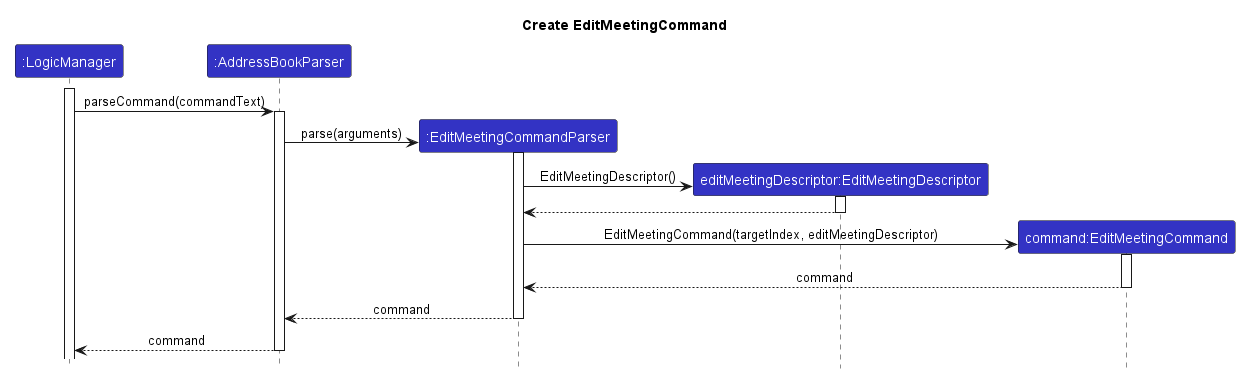 Create EditMeetingCommand
:LogicManager
:AddressBookParser
parseCommand(commandText)
:EditMeetingCommandParser
parse(arguments)
editMeetingDescriptor:EditMeetingDescriptor
EditMeetingDescriptor()
command:EditMeetingCommand
EditMeetingCommand(targetIndex, editMeetingDescriptor)
command
command
command